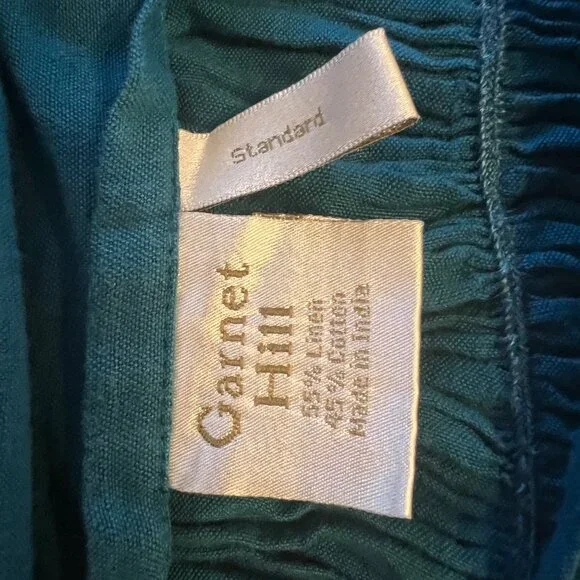 Standard
Garnet
Hill
55% Linen
45% Cotton
Made in India